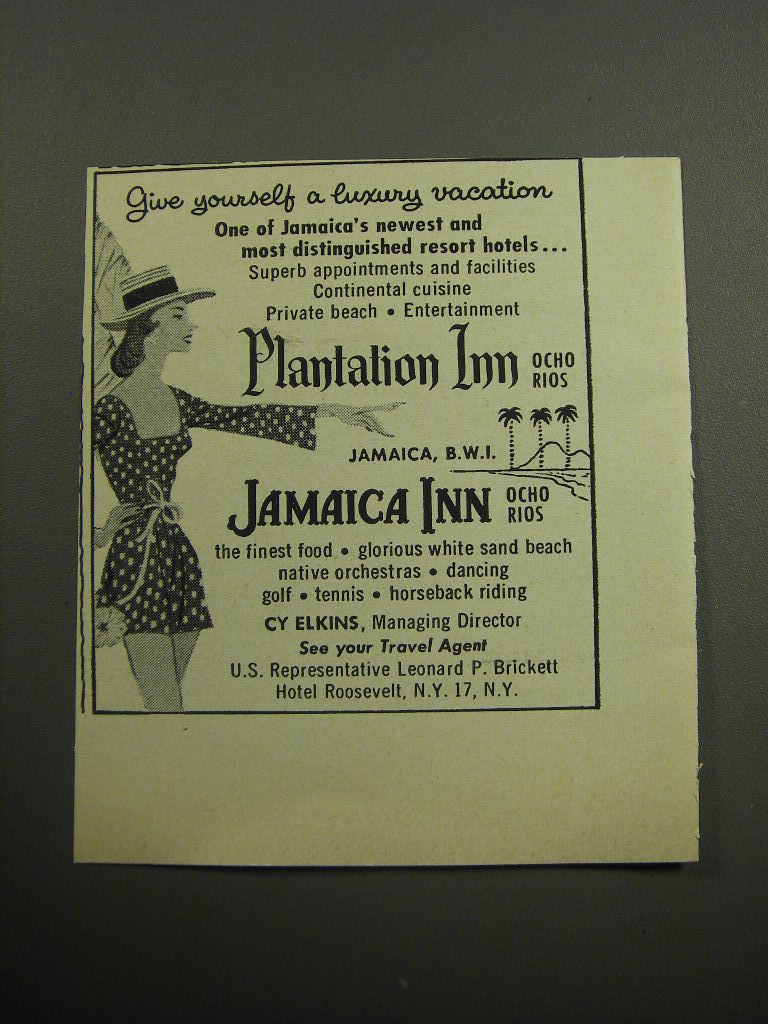 Give yourself a luxury vacation
One of Jamaica's newest and
most distinguished resort hotels...
Superb appointments and facilities
Continental cuisine
Private beach • Entertainment
Plantation Inn OCHO RIOS
JAMAICA, B.W.I.
JAMAICA INN OCHO RIOS
the finest food • glorious white sand beach
native orchestras • dancing
golf • tennis • horseback riding
CY ELKINS, Managing Director
See your Travel Agent
U.S. Representative Leonard P. Brickett
Hotel Roosevelt, N.Y. 17, N.Y.